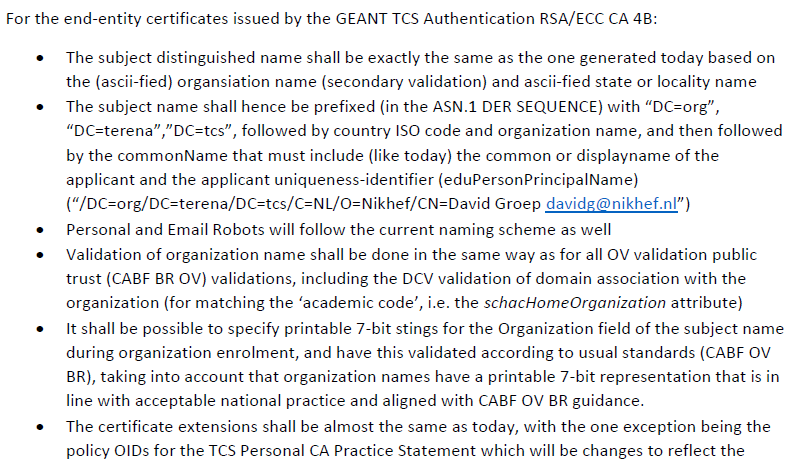 For the end-entity certificates issued by the GEANT TCS Authentication RSA/ECC CA 4B:
• The subject distinguished name shall be exactly the same as the one generated today based on
the (ascii-fied) organsiation name (secondary validation) and ascii-fied state or locality name
• The subject name shall hence be prefixed (in the ASN.1 DER SEQUENCE) with “DC=org”,
“DC=terena”,”DC=tcs”, followed by country ISO code and organization name, and then followed
by the commonName that must include (like today) the common or displayname of the
applicant and the applicant uniqueness-identifier (eduPersonPrincipalName)
(“/DC=org/DC=terena/DC=tcs/C=NL/O=Nikhef/CN=David Groep davidg@nikhef.nl”)
• Personal and Email Robots will follow the current naming scheme as well
• Validation of organization name shall be done in the same way as for all OV validation public
trust (CABF BR OV) validations, including the DCV validation of domain association with the
organization (for matching the ‘academic code’, i.e. the schacHomeOrganization attribute)
• It shall be possible to specify printable 7-bit stings for the Organization field of the subject name
during organization enrolment, and have this validated according to usual standards (CABF OV
BR), taking into account that organization names have a printable 7-bit representation that is in
line with acceptable national practice and aligned with CABF OV BR guidance.
• The certificate extensions shall be almost the same as today, with the one exception being the
policy OIDs for the TCS Personal CA Practice Statement which will be changes to reflect the